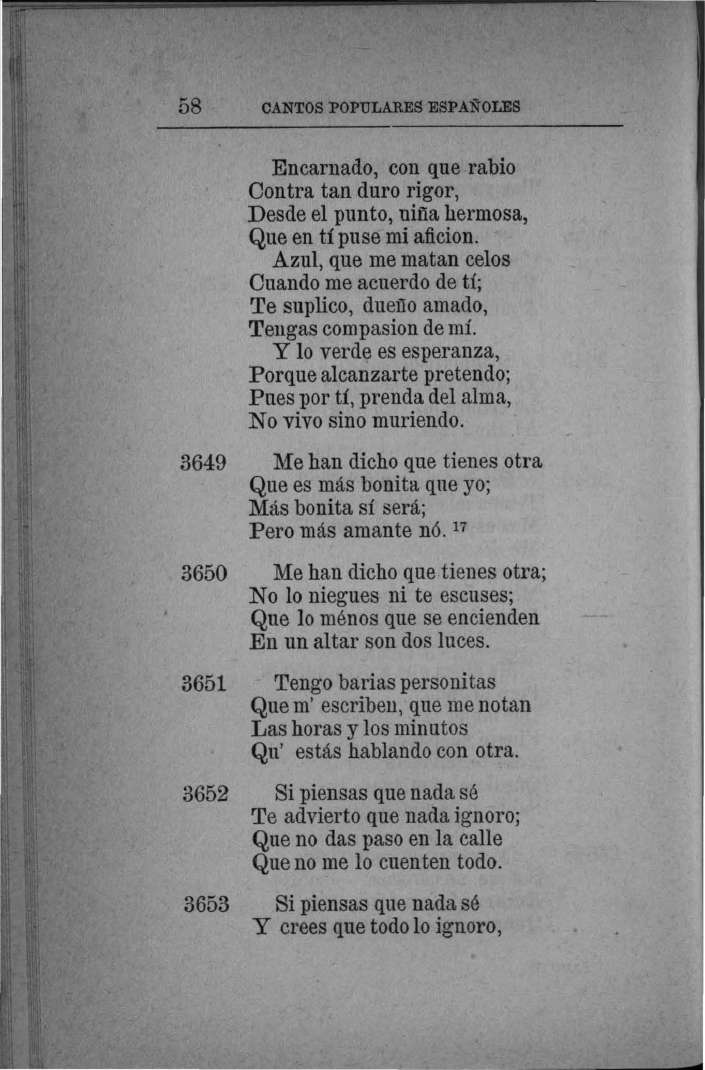 58 CANTOS POPULARES ESPAÑOLES
Encarnado, con que rabio
Contra tan duro rigor,
Desde el punto, niña hermosa,
Que en tí puse mi aficion.
Azul, que me matan celos
Cuando me acuerdo de tí;
Te suplico, dueño amado,
Tengas compasion de mí.
Y lo verde es esperanza,
Porque alcanzarte pretendo;
Pues por tí, prenda del alma,
No vivo sino muriendo.
3649 Me han dicho que tienes otra
Que es más bonita que yo;
Más bonita sí será;
Pero más amante nó. 17
3650 Me han dicho que tienes otra;
No lo niegues ni te escuses;
Que lo ménos que se encienden
En un altar son dos luces.
3651 Tengo barias personitas
Que m' escriben, que me notan
Las horas y los minutos
Qu' estás hablando con otra.
3652 Si piensas que nada sé
Te advierto que nada ignoro;
Que no das paso en la calle
Que no me lo cuenten todo.
3653 Si piensas que nada sé
Y crees que todo lo ignoro,